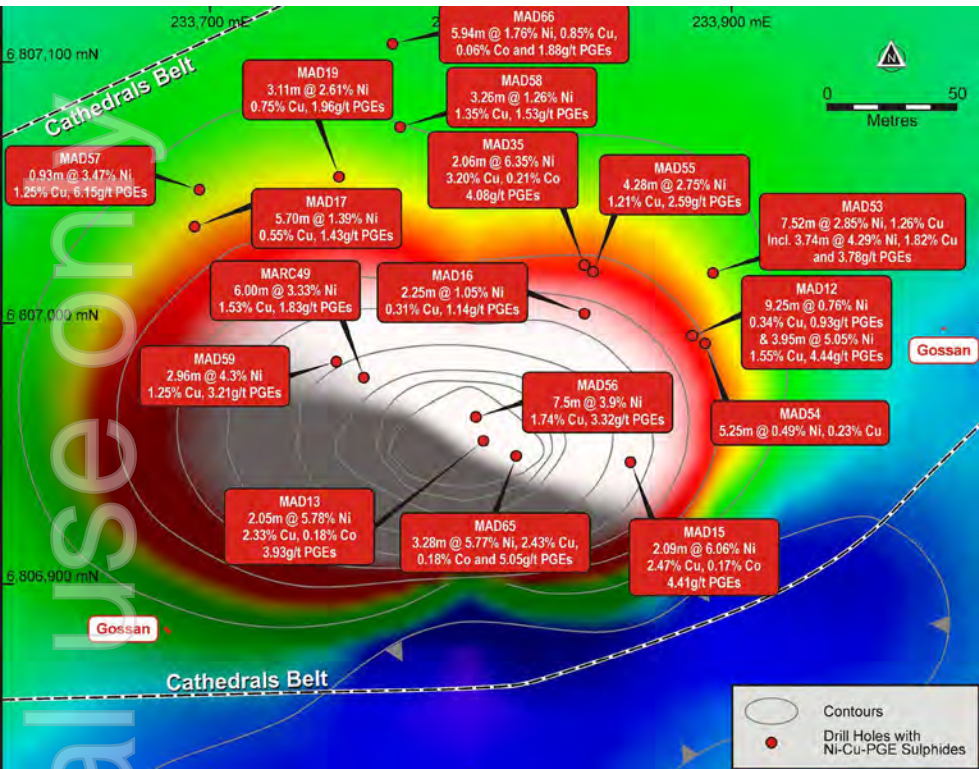 233,700 mE
233,900 mE
6,807,100 mN
Cathedrals Belt
MAD66
5.94m @ 1.76% Ni, 0.85% Cu,
0.06% Co and 1.88g/t PGEs
N
0
50
Metres
MAD19
3.11m @ 2.61% Ni
0.75% Cu, 1.96g/t PGEs
MAD58
3.26m @ 1.26% Ni
1.35% Cu, 1.53g/t PGEs
MAD35
2.06m @ 6.35% Ni
3.20% Cu, 0.21% Co
4.08g/t PGEs
MAD57
0.93m @ 3.47% Ni
1.25% Cu, 6.15g/t PGEs
MAD55
4.28m @ 2.75% Ni
1.21% Cu, 2.59g/t PGEs
MAD17
5.70m @ 1.39% Ni
0.55% Cu, 1.43g/t PGEs
MAD53
7.52m @ 2.85% Ni, 1.26% Cu
Incl. 3.74m @ 4.29% Ni, 1.82% Cu
and 3.78g/t PGEs
MARC49
6.00m @ 3.33% Ni
1.53% Cu, 1.83g/t PGEs
MAD16
2.25m @ 1.05% Ni
0.31% Cu, 1.14g/t PGEs
MAD12
9.25m @ 0.76% Ni
0.34% Cu, 0.93g/t PGEs
& 3.95m @ 5.05% Ni
1.55% Cu, 4.44g/t PGEs
6,807,000 mN
Gossan
MAD59
2.96m @ 4.3% Ni
1.25% Cu, 3.21g/t PGEs
MAD56
7.5m @ 3.9% Ni
1.74% Cu, 3.32g/t PGEs
MAD54
5.25m @ 0.49% Ni, 0.23% Cu
MAD13
2.05m @ 5.78% Ni
2.33% Cu, 0.18% Co
3.93g/t PGEs
MAD65
3.28m @ 5.77% Ni, 2.43% Cu,
0.18% Co and 5.05g/t PGEs
MAD15
2.09m @ 6.06% Ni
2.47% Cu, 0.17% Co
4.41g/t PGEs
6,806,900 mN
Gossan
Cathedrals Belt
Contours
Drill Holes with
Ni-Cu-PGE Sulphides
al use only